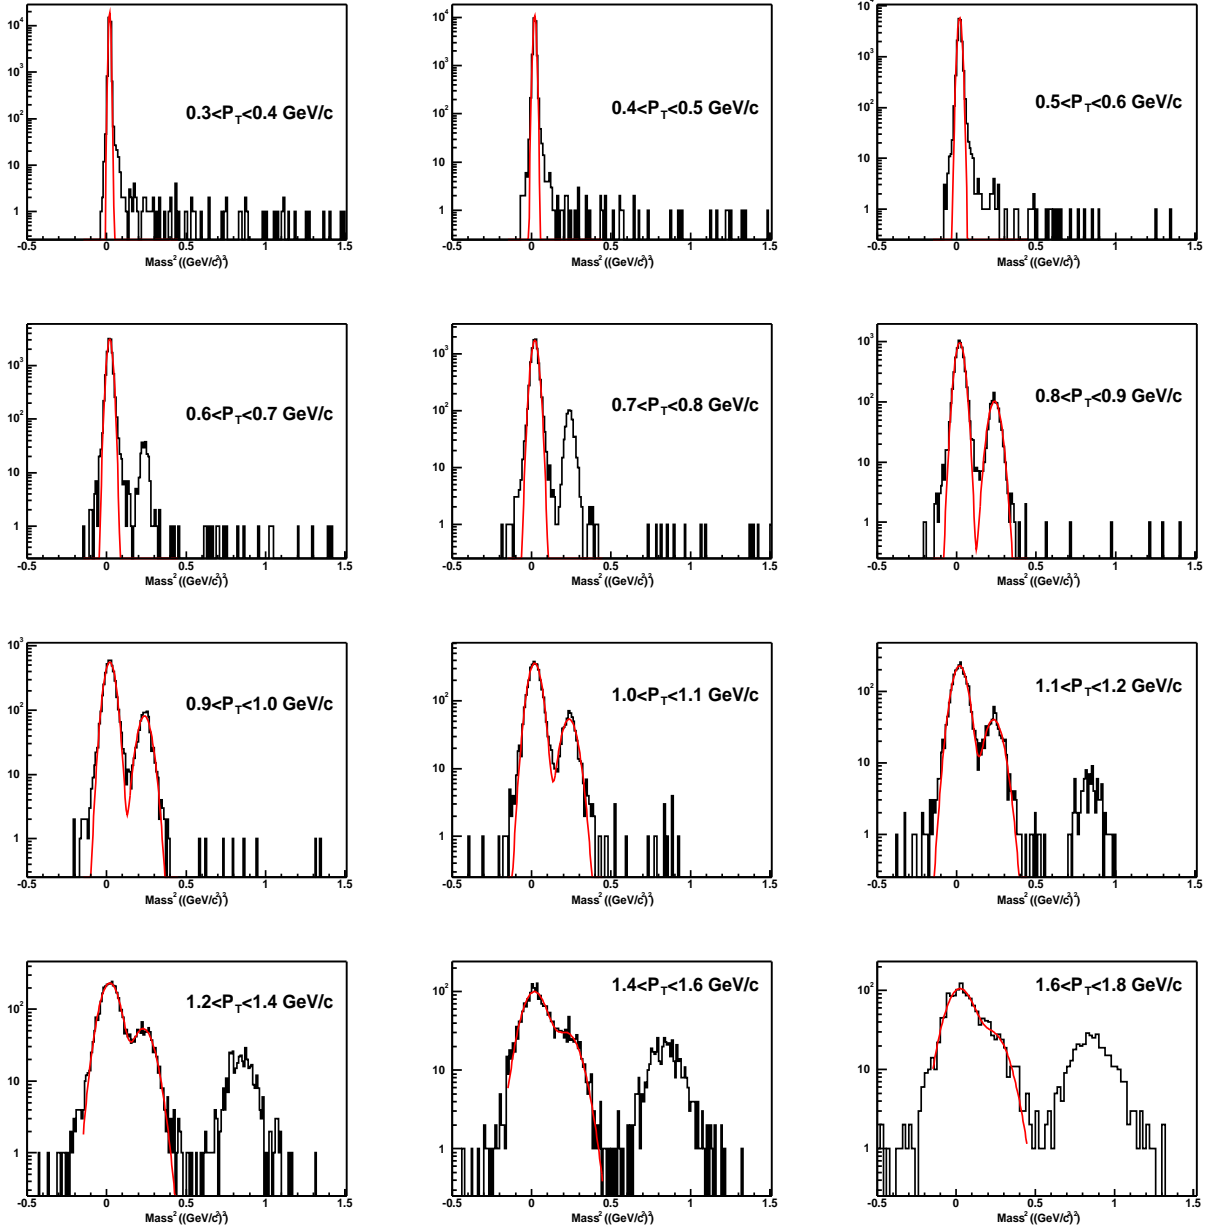 10⁴
10³
10²
10
1
0.3<P_T<0.4 GeV/c
-0.5 0 0.5 1 1.5
Mass² ((GeV/c²)²)
10⁴
10³
10²
10
1
0.4<P_T<0.5 GeV/c
-0.5 0 0.5 1 1.5
Mass² ((GeV/c²)²)
10⁴
10³
10²
10
1
0.5<P_T<0.6 GeV/c
-0.5 0 0.5 1 1.5
Mass² ((GeV/c²)²)
10³
10²
10
1
0.6<P_T<0.7 GeV/c
-0.5 0 0.5 1 1.5
Mass² ((GeV/c²)²)
10³
10²
10
1
0.7<P_T<0.8 GeV/c
-0.5 0 0.5 1 1.5
Mass² ((GeV/c²)²)
10³
10²
10
1
0.8<P_T<0.9 GeV/c
-0.5 0 0.5 1 1.5
Mass² ((GeV/c²)²)
10³
10²
10
1
0.9<P_T<1.0 GeV/c
-0.5 0 0.5 1 1.5
Mass² ((GeV/c²)²)
10²
10
1
1.0<P_T<1.1 GeV/c
-0.5 0 0.5 1 1.5
Mass² ((GeV/c²)²)
10²
10
1
1.1<P_T<1.2 GeV/c
-0.5 0 0.5 1 1.5
Mass² ((GeV/c²)²)
10²
10
1
1.2<P_T<1.4 GeV/c
-0.5 0 0.5 1 1.5
Mass² ((GeV/c²)²)
10²
10
1
1.4<P_T<1.6 GeV/c
-0.5 0 0.5 1 1.5
Mass² ((GeV/c²)²)
10²
10
1
1.6<P_T<1.8 GeV/c
-0.5 0 0.5 1 1.5
Mass² ((GeV/c²)²)